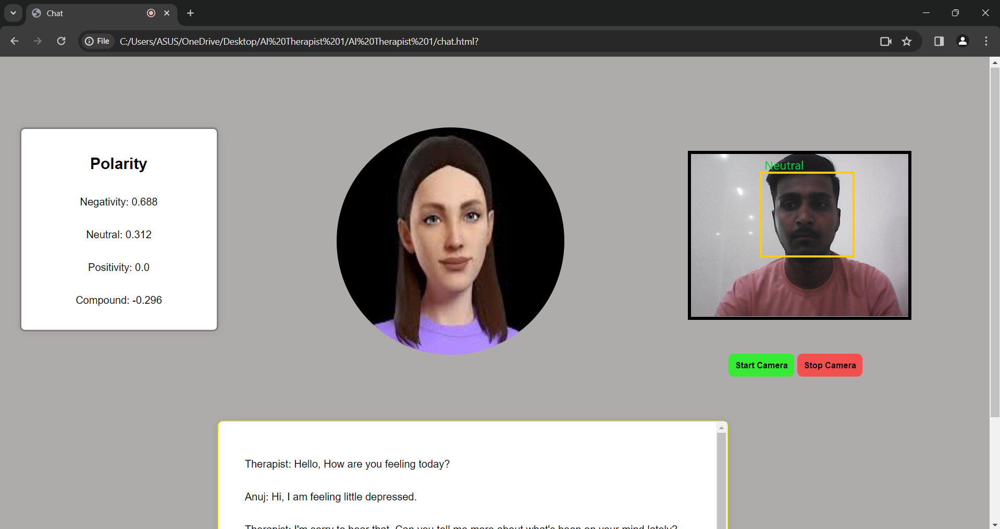 Chat
File
C:/Users/ASUS/OneDrive/Desktop/AI%20Therapist%201/AI%20Therapist%201/chat.html?
Polarity
Negativity: 0.688
Neutral: 0.312
Positivity: 0.0
Compound: -0.296
Neutral
Start Camera
Stop Camera
Therapist: Hello, How are you feeling today?
Anuj: Hi, I am feeling little depressed.
Therapist: I'm sorry to hear that. Can you tell me more about what's been on your mind lately?